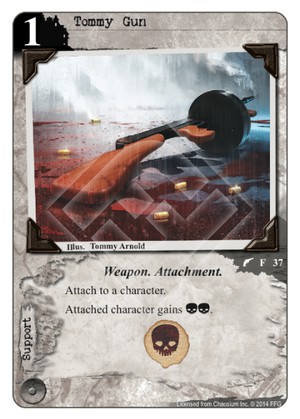 1
Tommy Gun
Illus. Tommy Arnold
F 37
Weapon. Attachment.
Attach to a character.
Attached character gains
Support
Licensed from Chaosium Inc. © 2014 FFG